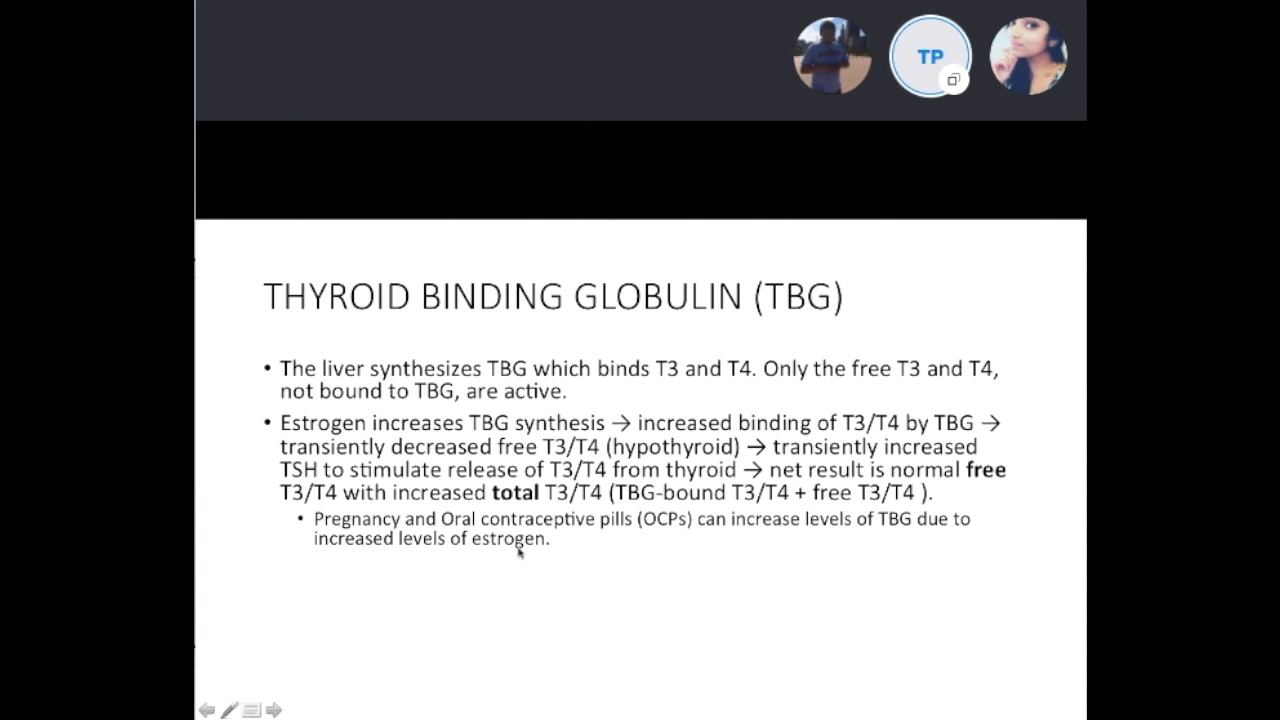 TP
THYROID BINDING GLOBULIN (TBG)
• The liver synthesizes TBG which binds T3 and T4. Only the free T3 and T4,
not bound to TBG, are active.
• Estrogen increases TBG synthesis → increased binding of T3/T4 by TBG →
transiently decreased free T3/T4 (hypothyroid) → transiently increased
TSH to stimulate release of T3/T4 from thyroid → net result is normal free
T3/T4 with increased total T3/T4 (TBG-bound T3/T4 + free T3/T4 ).
• Pregnancy and Oral contraceptive pills (OCPs) can increase levels of TBG due to
increased levels of estrogen.